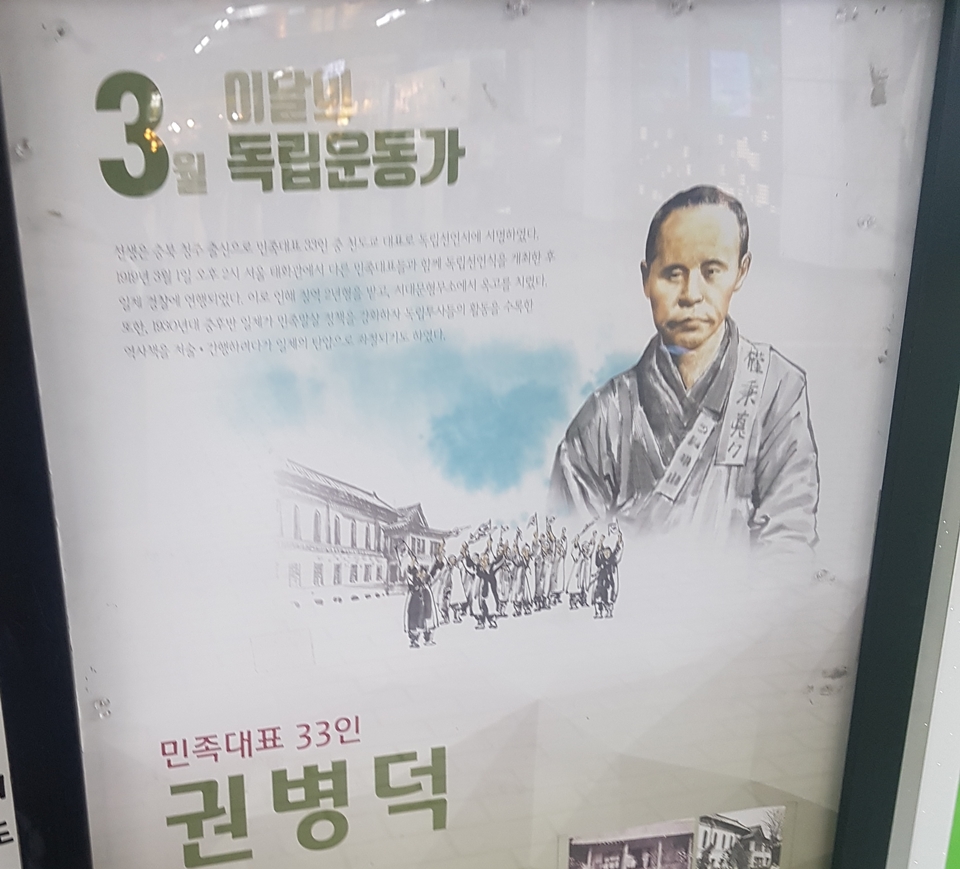 3월
이달의
독립운동가
선생은 충북 청주 출신으로 민족대표 33인 중 천도교 대표로 독립선언서에 서명하였다.
1919년 3월 1일 오후 2시 서울 태화관에서 다른 민족대표들과 함께 독립선언식을 개최한 후
일제 경찰에 연행되었다. 이로 인해 징역 2년형을 받고, 서대문형무소에서 옥고를 치렀다.
또한, 1930년대 중후반 일제가 민족말살 정책을 강화하자 독립투사들의 활동을 수록한
역사책을 저술·간행하려다가 일제의 탄압으로 좌절되기도 하였다.
민족대표 33인
권병덕